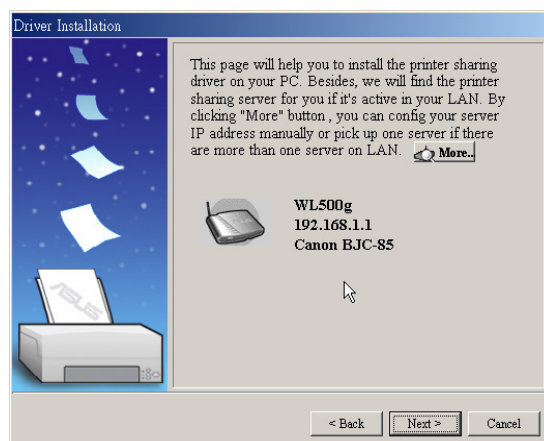 Driver Installation
This page will help you to install the printer sharing
driver on your PC. Besides, we will find the printer
sharing server for you if it's active in your LAN. By
clicking "More" button , you can config your server
IP address manually or pick up one server if there
are more than one server on LAN. More..
WL500g
192.168.1.1
Canon BJC-85
ASUS
< Back Next > Cancel